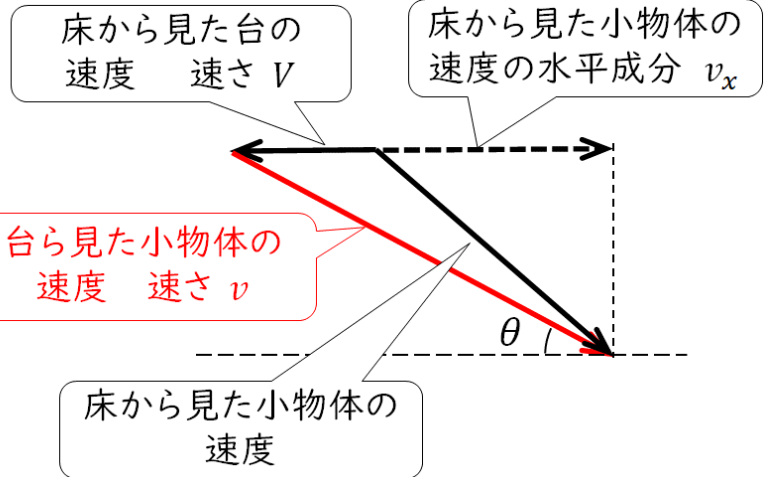 床から見た台の
速度　速さ V
床から見た小物体の
速度の水平成分 vₓ
台ら見た小物体の
速度　速さ v
θ
床から見た小物体の
速度